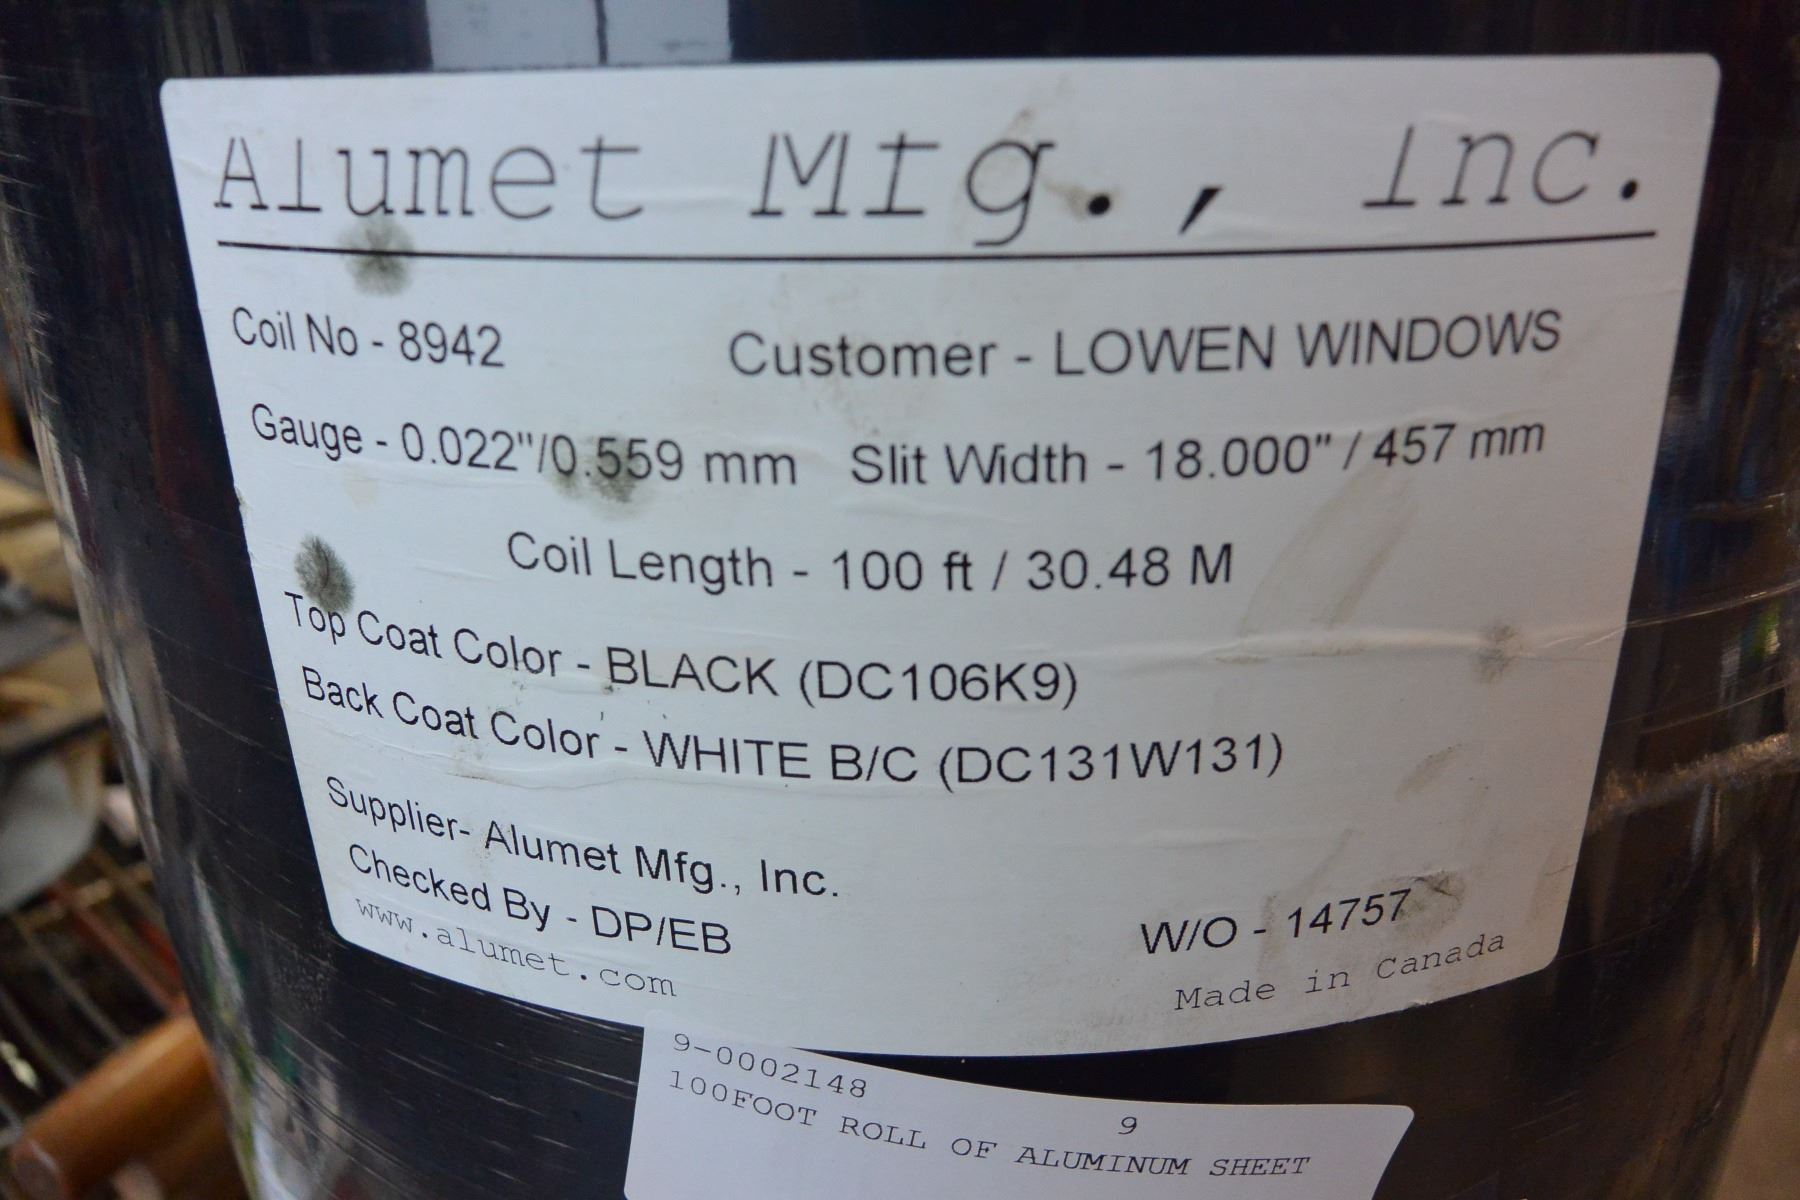 Alumet Mfg., Inc.
Coil No - 8942 Customer - LOWEN WINDOWS
Gauge - 0.022"/0.559 mm Slit Width - 18.000" / 457 mm
Coil Length - 100 ft / 30.48 M
Top Coat Color - BLACK (DC106K9)
Back Coat Color - WHITE B/C (DC131W131)
Supplier- Alumet Mfg., Inc.
Checked By - DP/EB W/O - 14757
www.alumet.com Made in Canada
9-0002148 9
100FOOT ROLL OF ALUMINUM SHEET